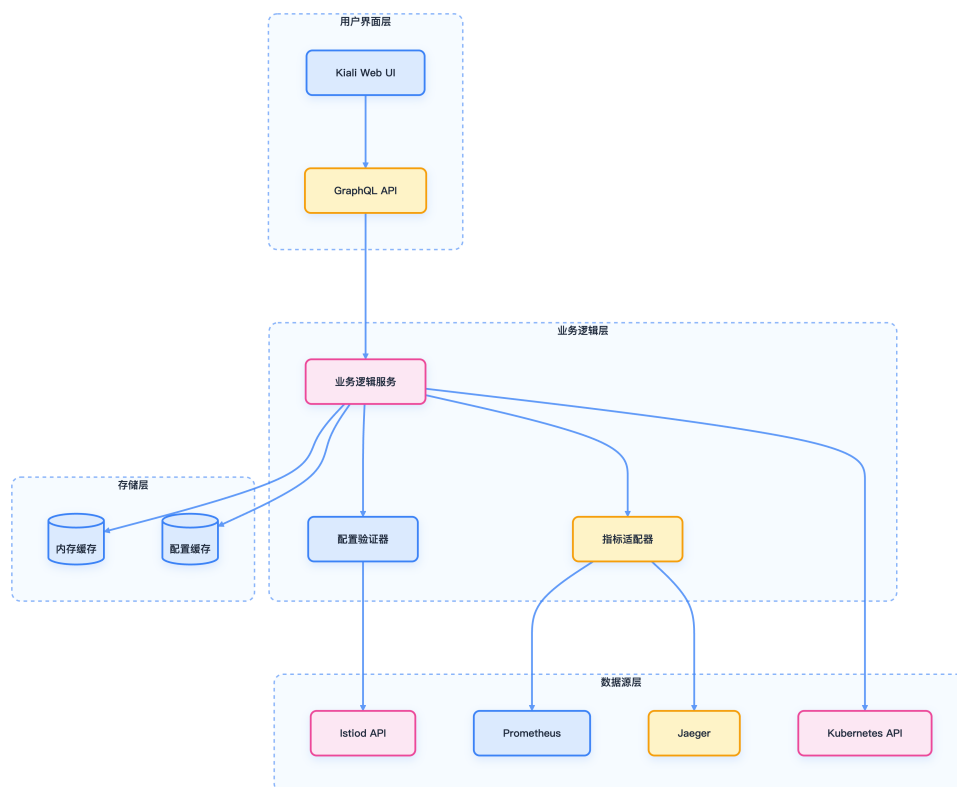 用户界面层
Kiali Web UI
GraphQL API
业务逻辑层
业务逻辑服务
存储层
内存缓存
配置缓存
配置验证器
指标适配器
数据源层
Istiod API
Prometheus
Jaeger
Kubernetes API